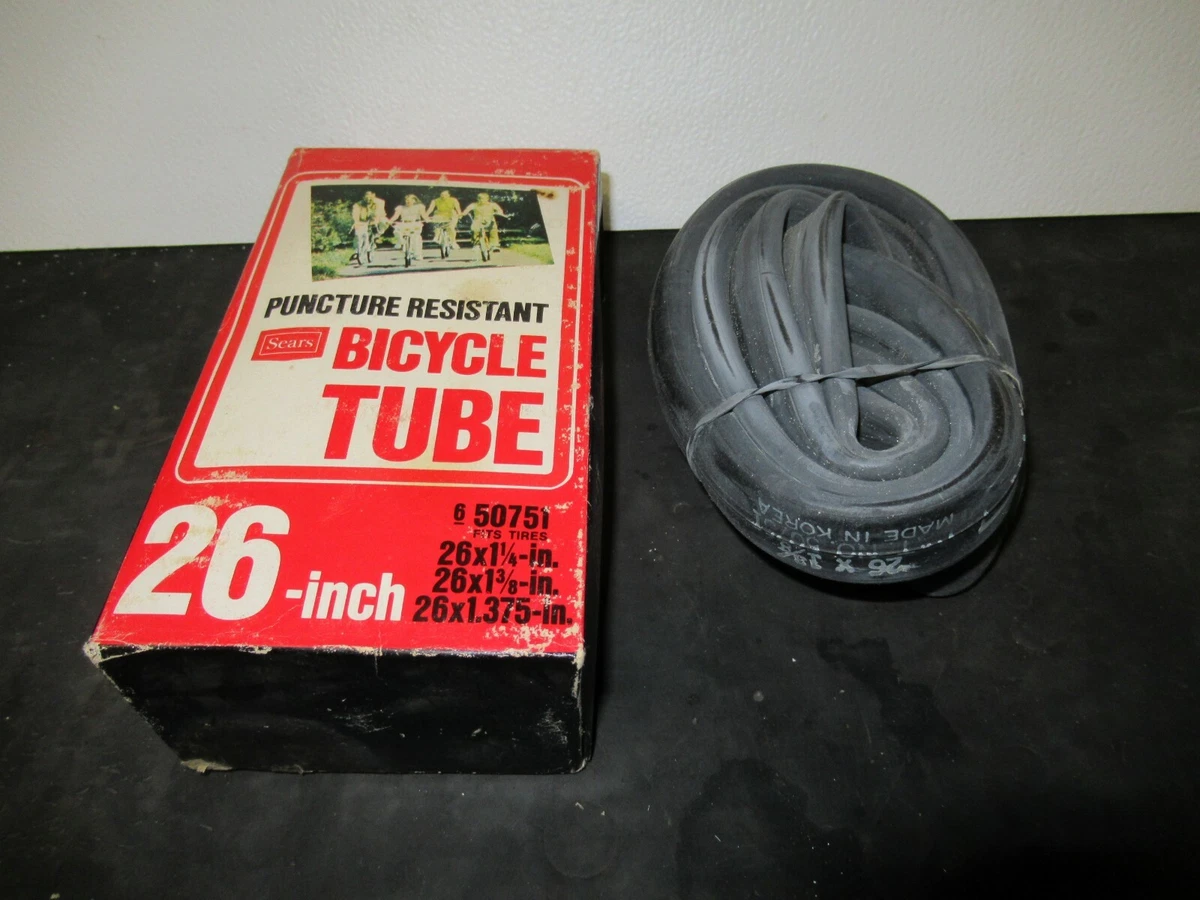 PUNCTURE RESISTANT
Sears BICYCLE
TUBE
26-inch
6 50751
FITS TIRES
26x1¼-in.
26x1⅜-in.
26x1.375-in.
MADE IN KOREA
26 X